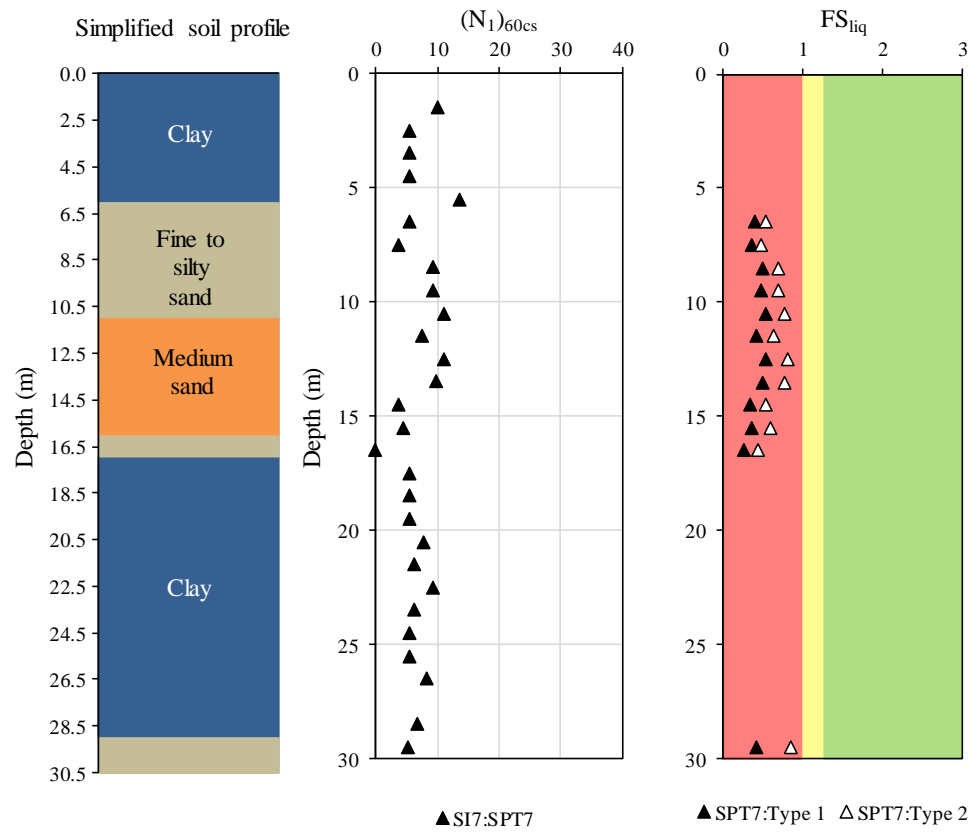 Simplified soil profile
0.0
2.5
4.5
6.5
8.5
10.5
12.5
14.5
16.5
18.5
20.5
22.5
24.5
26.5
28.5
30.5
Depth (m)
Clay
Fine to
silty
sand
Medium
sand
Clay
(N₁)₆₀cs
0 10 20 30 40
0
5
10
15
20
25
30
Depth (m)
▲ SI7:SPT7
FSliq
0 1 2 3
0
5
10
15
20
25
30
▲ SPT7:Type 1 △ SPT7:Type 2